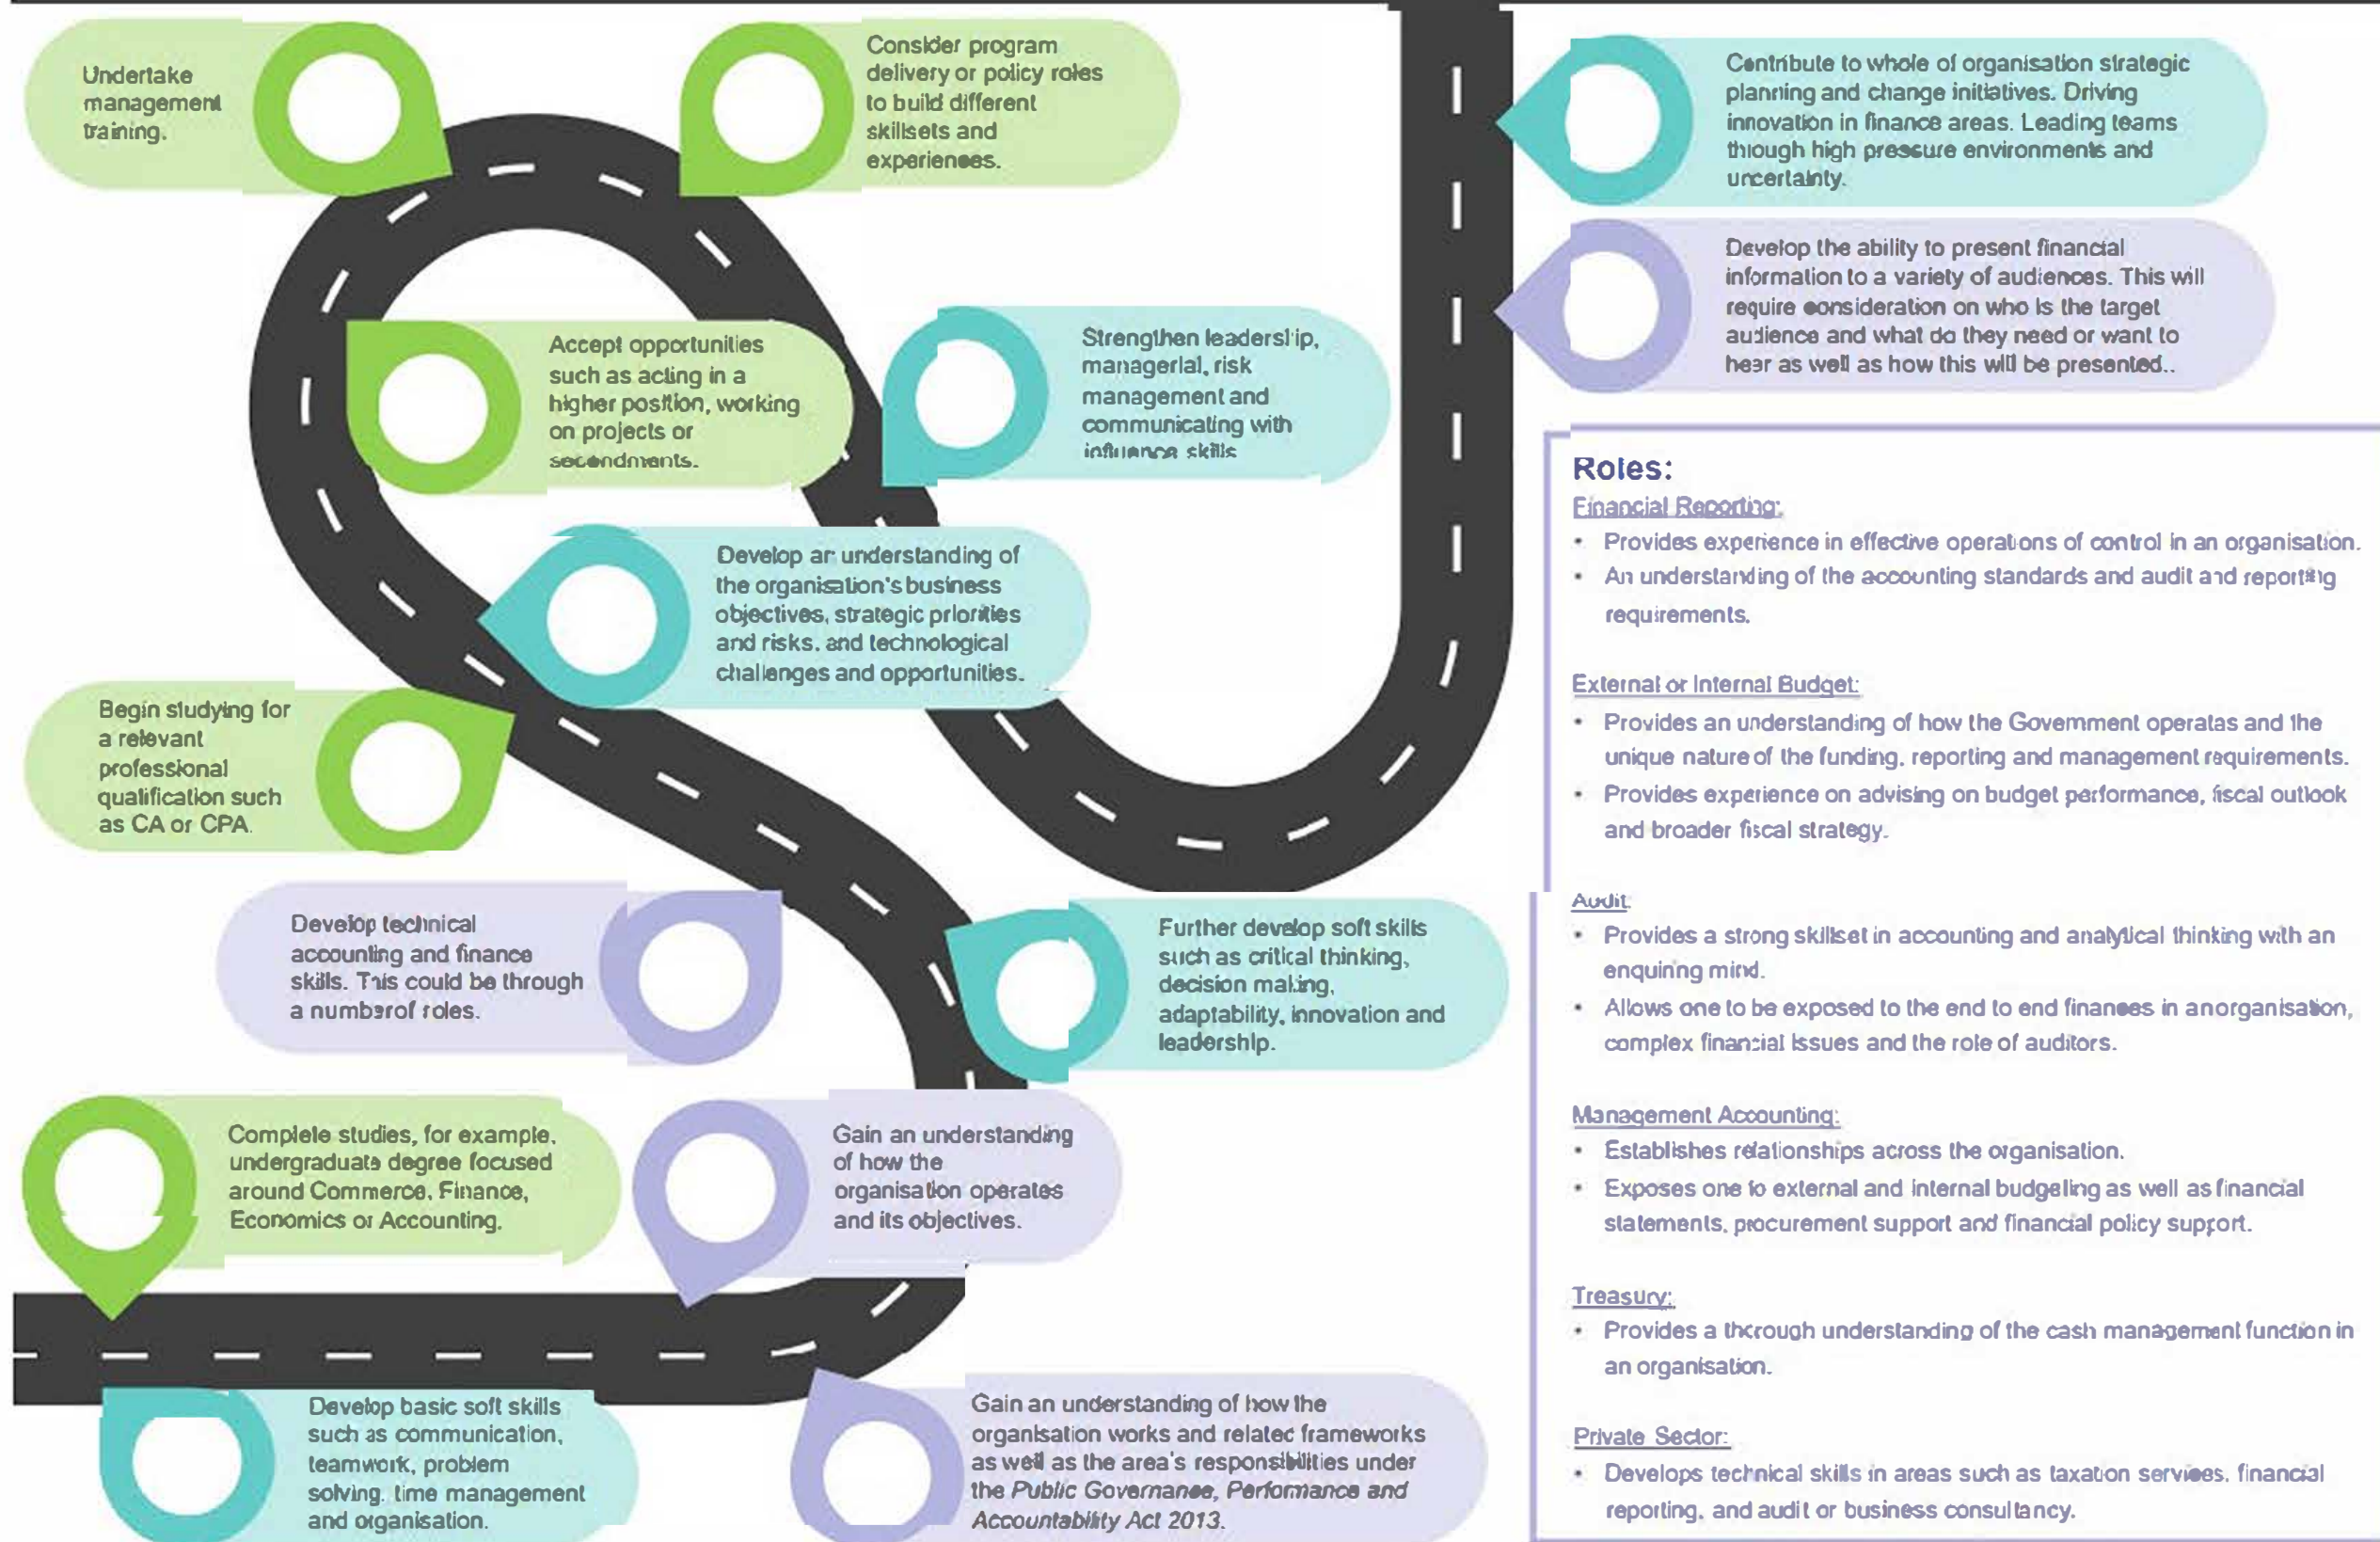 Undertake
management
training.
Consider program
delivery or policy roles
to build different
skillsets and
experiences.
Contribute to whole of organisation strategic
planning and change initiatives. Driving
innovation in finance areas. Leading teams
through high pressure environments and
uncertainty.
Develop the ability to present financial
information to a variety of audiences. This will
require consideration on who is the target
audience and what do they need or want to
hear as well as how this will be presented..
Accept opportunities
such as acting in a
higher position, working
on projects or
secondments.
Strengthen leadership,
managerial, risk
management and
communicating with
influence skills
Develop an understanding of
the organisation's business
objectives, strategic priorities
and risks, and technological
challenges and opportunities.
Begin studying for
a relevant
professional
qualification such
as CA or CPA.
Develop technical
accounting and finance
skills. This could be through
a number of roles.
Further develop soft skills
such as critical thinking,
decision making,
adaptability, innovation and
leadership.
Complete studies, for example,
undergraduate degree focused
around Commerce, Finance,
Economics or Accounting.
Gain an understanding
of how the
organisation operates
and its objectives.
Develop basic soft skills
such as communication,
teamwork, problem
solving, time management
and organisation.
Gain an understanding of how the
organisation works and related frameworks
as well as the area's responsibilities under
the Public Governance, Performance and
Accountability Act 2013.
Roles:
Financial Reporting:
• Provides experience in effective operations of control in an organisation.
• An understanding of the accounting standards and audit and reporting
requirements.
External or Internal Budget:
• Provides an understanding of how the Government operates and the
unique nature of the funding, reporting and management requirements.
• Provides experience on advising on budget performance, fiscal outlook
and broader fiscal strategy.
Audit:
• Provides a strong skillset in accounting and analytical thinking with an
enquiring mind.
• Allows one to be exposed to the end to end finances in an organisation,
complex financial issues and the role of auditors.
Management Accounting:
• Establishes relationships across the organisation.
• Exposes one to external and internal budgeting as well as financial
statements, procurement support and financial policy support.
Treasury:
• Provides a thorough understanding of the cash management function in
an organisation.
Private Sector:
• Develops technical skills in areas such as taxation services, financial
reporting, and audit or business consultancy.